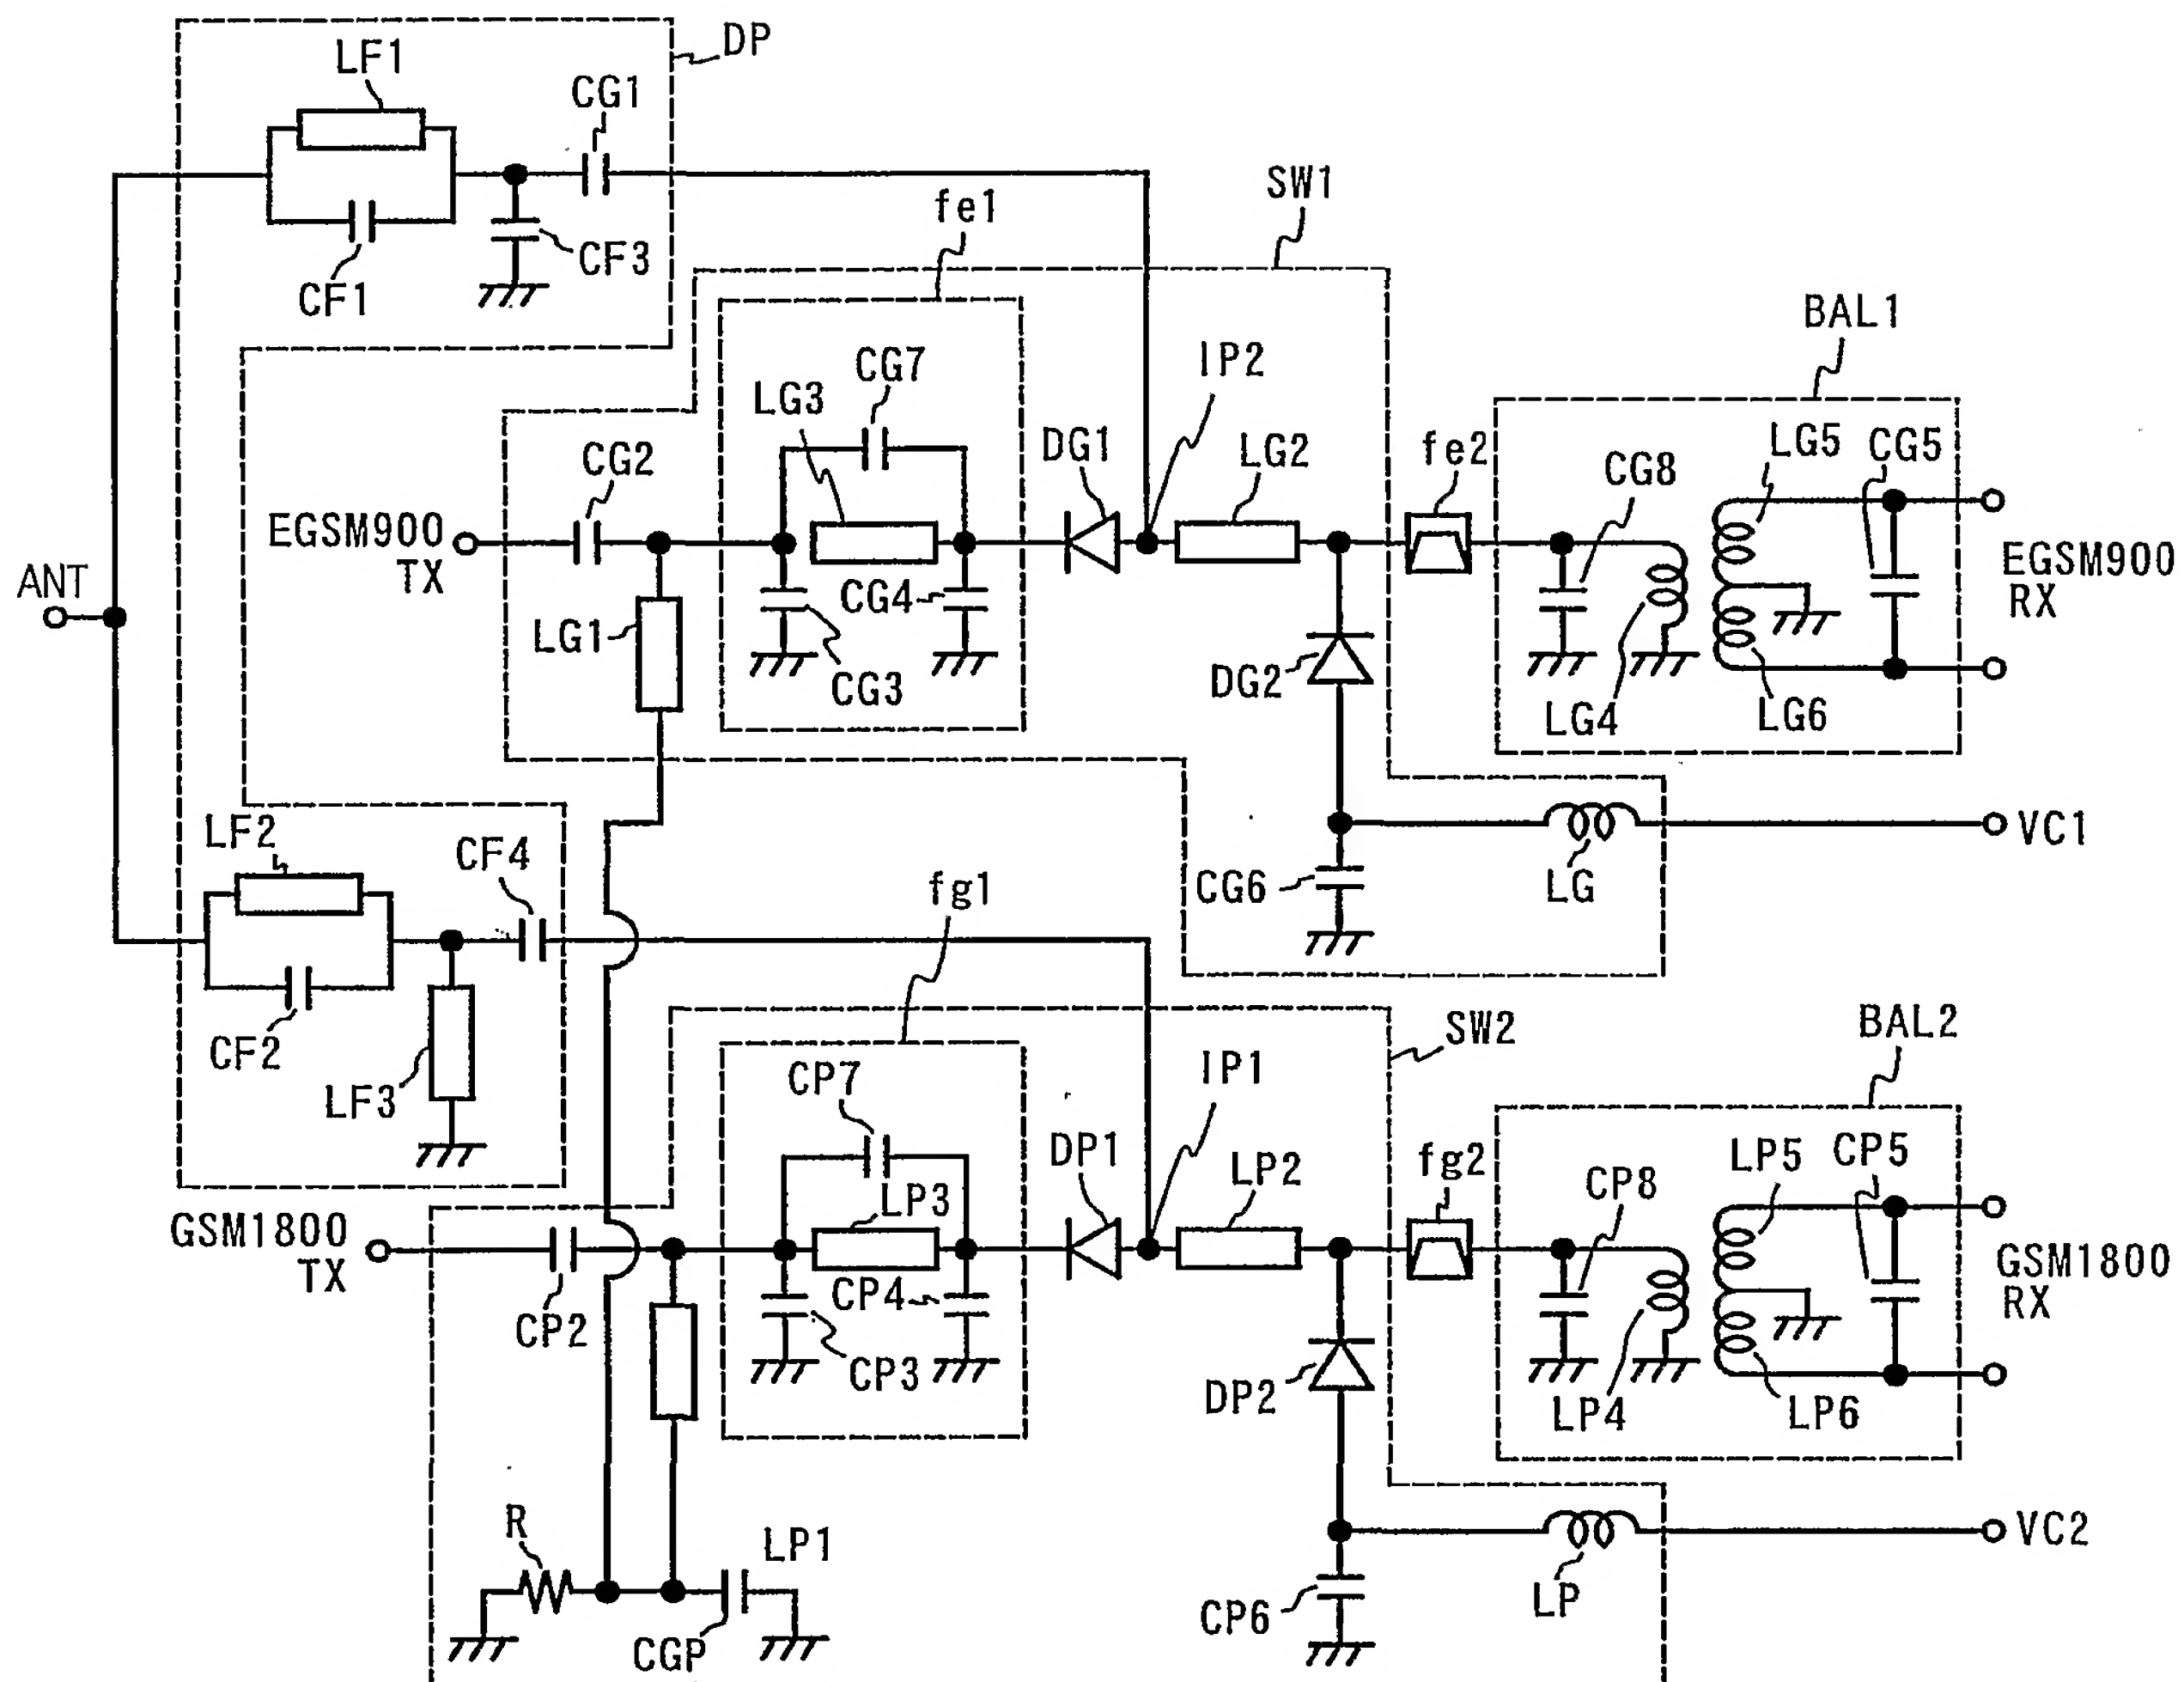 DP
LF1
CG1
SW1
fe1
CF3
CF1
BAL1
IP2
CG7
LG3
DG1
LG2
fe2
LG5
CG5
CG2
CG8
EGSM900
TX
EGSM900
RX
ANT
CG4
LG1
DG2
CG3
LG4
LG6
LF2
VC1
CF4
CG6
LG
fg1
SW2
BAL2
CF2
IP1
CP7
LF3
DP1
LP2
fg2
LP5
CP5
CP8
LP3
GSM1800
TX
GSM1800
RX
CP4
CP2
CP3
DP2
LP4
LP6
R
LP1
VC2
LP
CP6
CGP